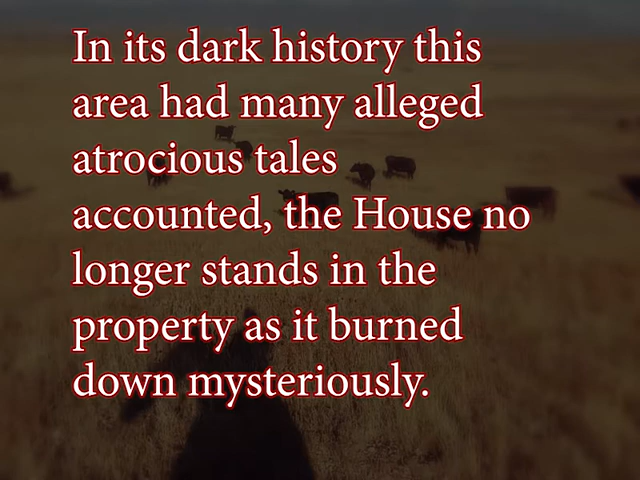 In its dark history this
area had many alleged
atrocious tales
accounted, the House no
longer stands in the
property as it burned
down mysteriously.